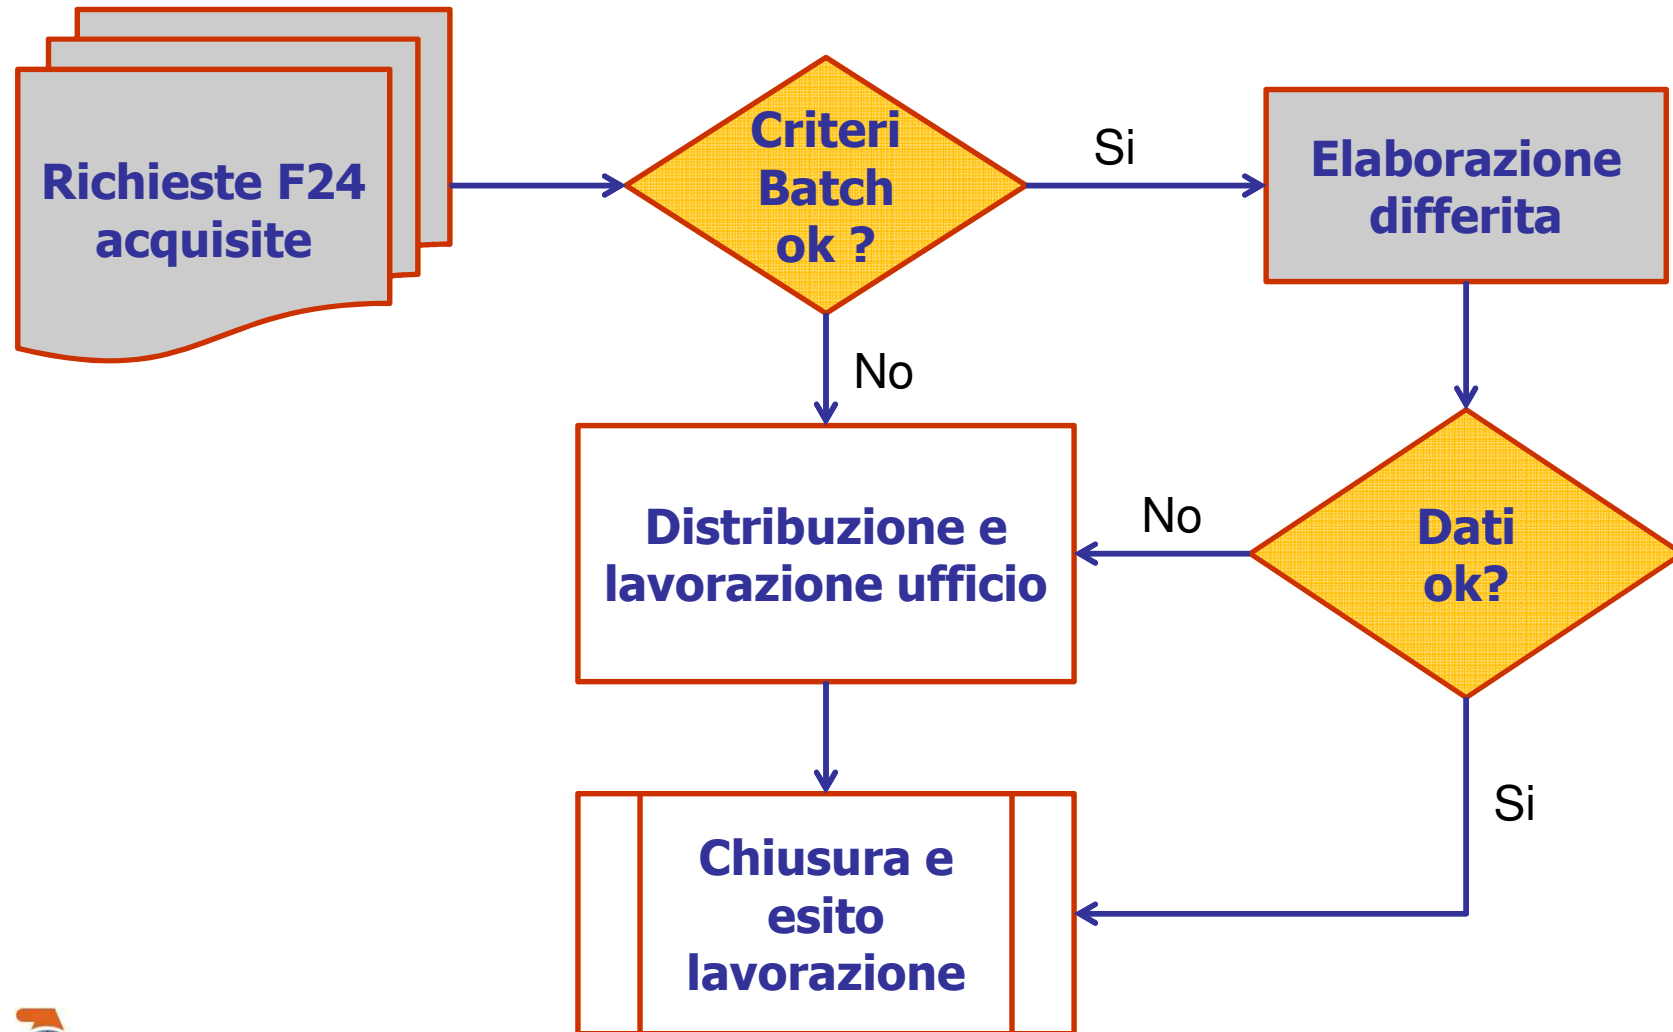 Richieste F24
acquisite
Criteri
Batch
ok ?
Si
Elaborazione
differita
No
Distribuzione e
lavorazione ufficio
No
Dati
ok?
Si
Chiusura e
esito
lavorazione